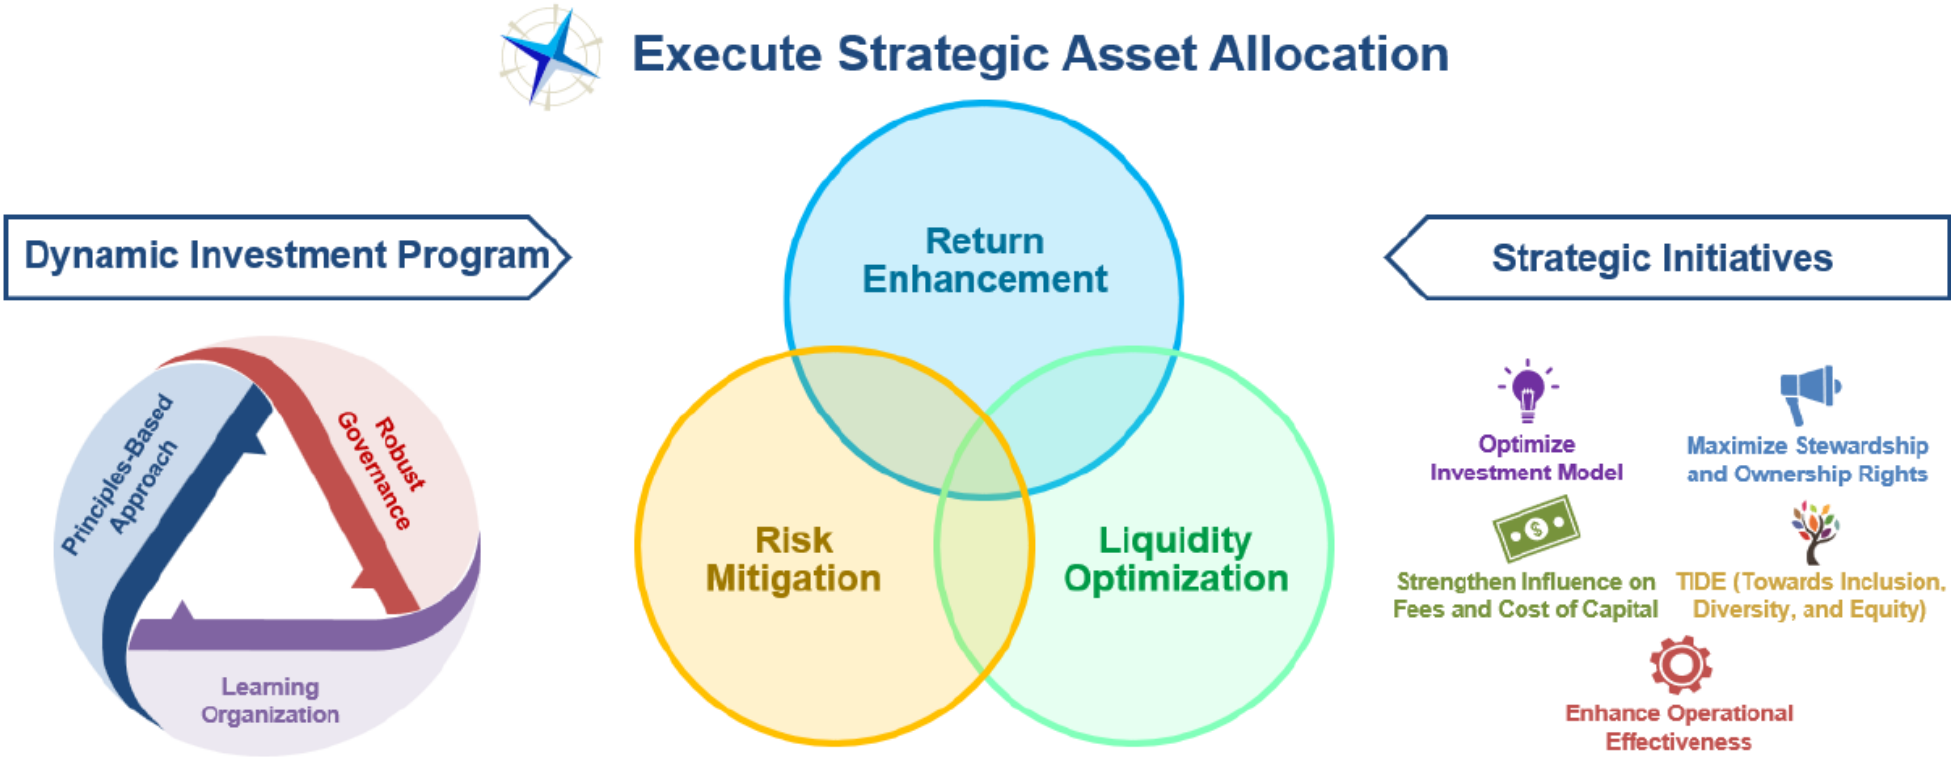 Execute Strategic Asset Allocation
Dynamic Investment Program
Principles-Based
Approach
Robust
Governance
Learning
Organization
Return
Enhancement
Risk
Mitigation
Liquidity
Optimization
Strategic Initiatives
Optimize
Investment Model
Maximize Stewardship
and Ownership Rights
$
Strengthen Influence on
Fees and Cost of Capital
TIDE (Towards Inclusion,
Diversity, and Equity)
Enhance Operational
Effectiveness